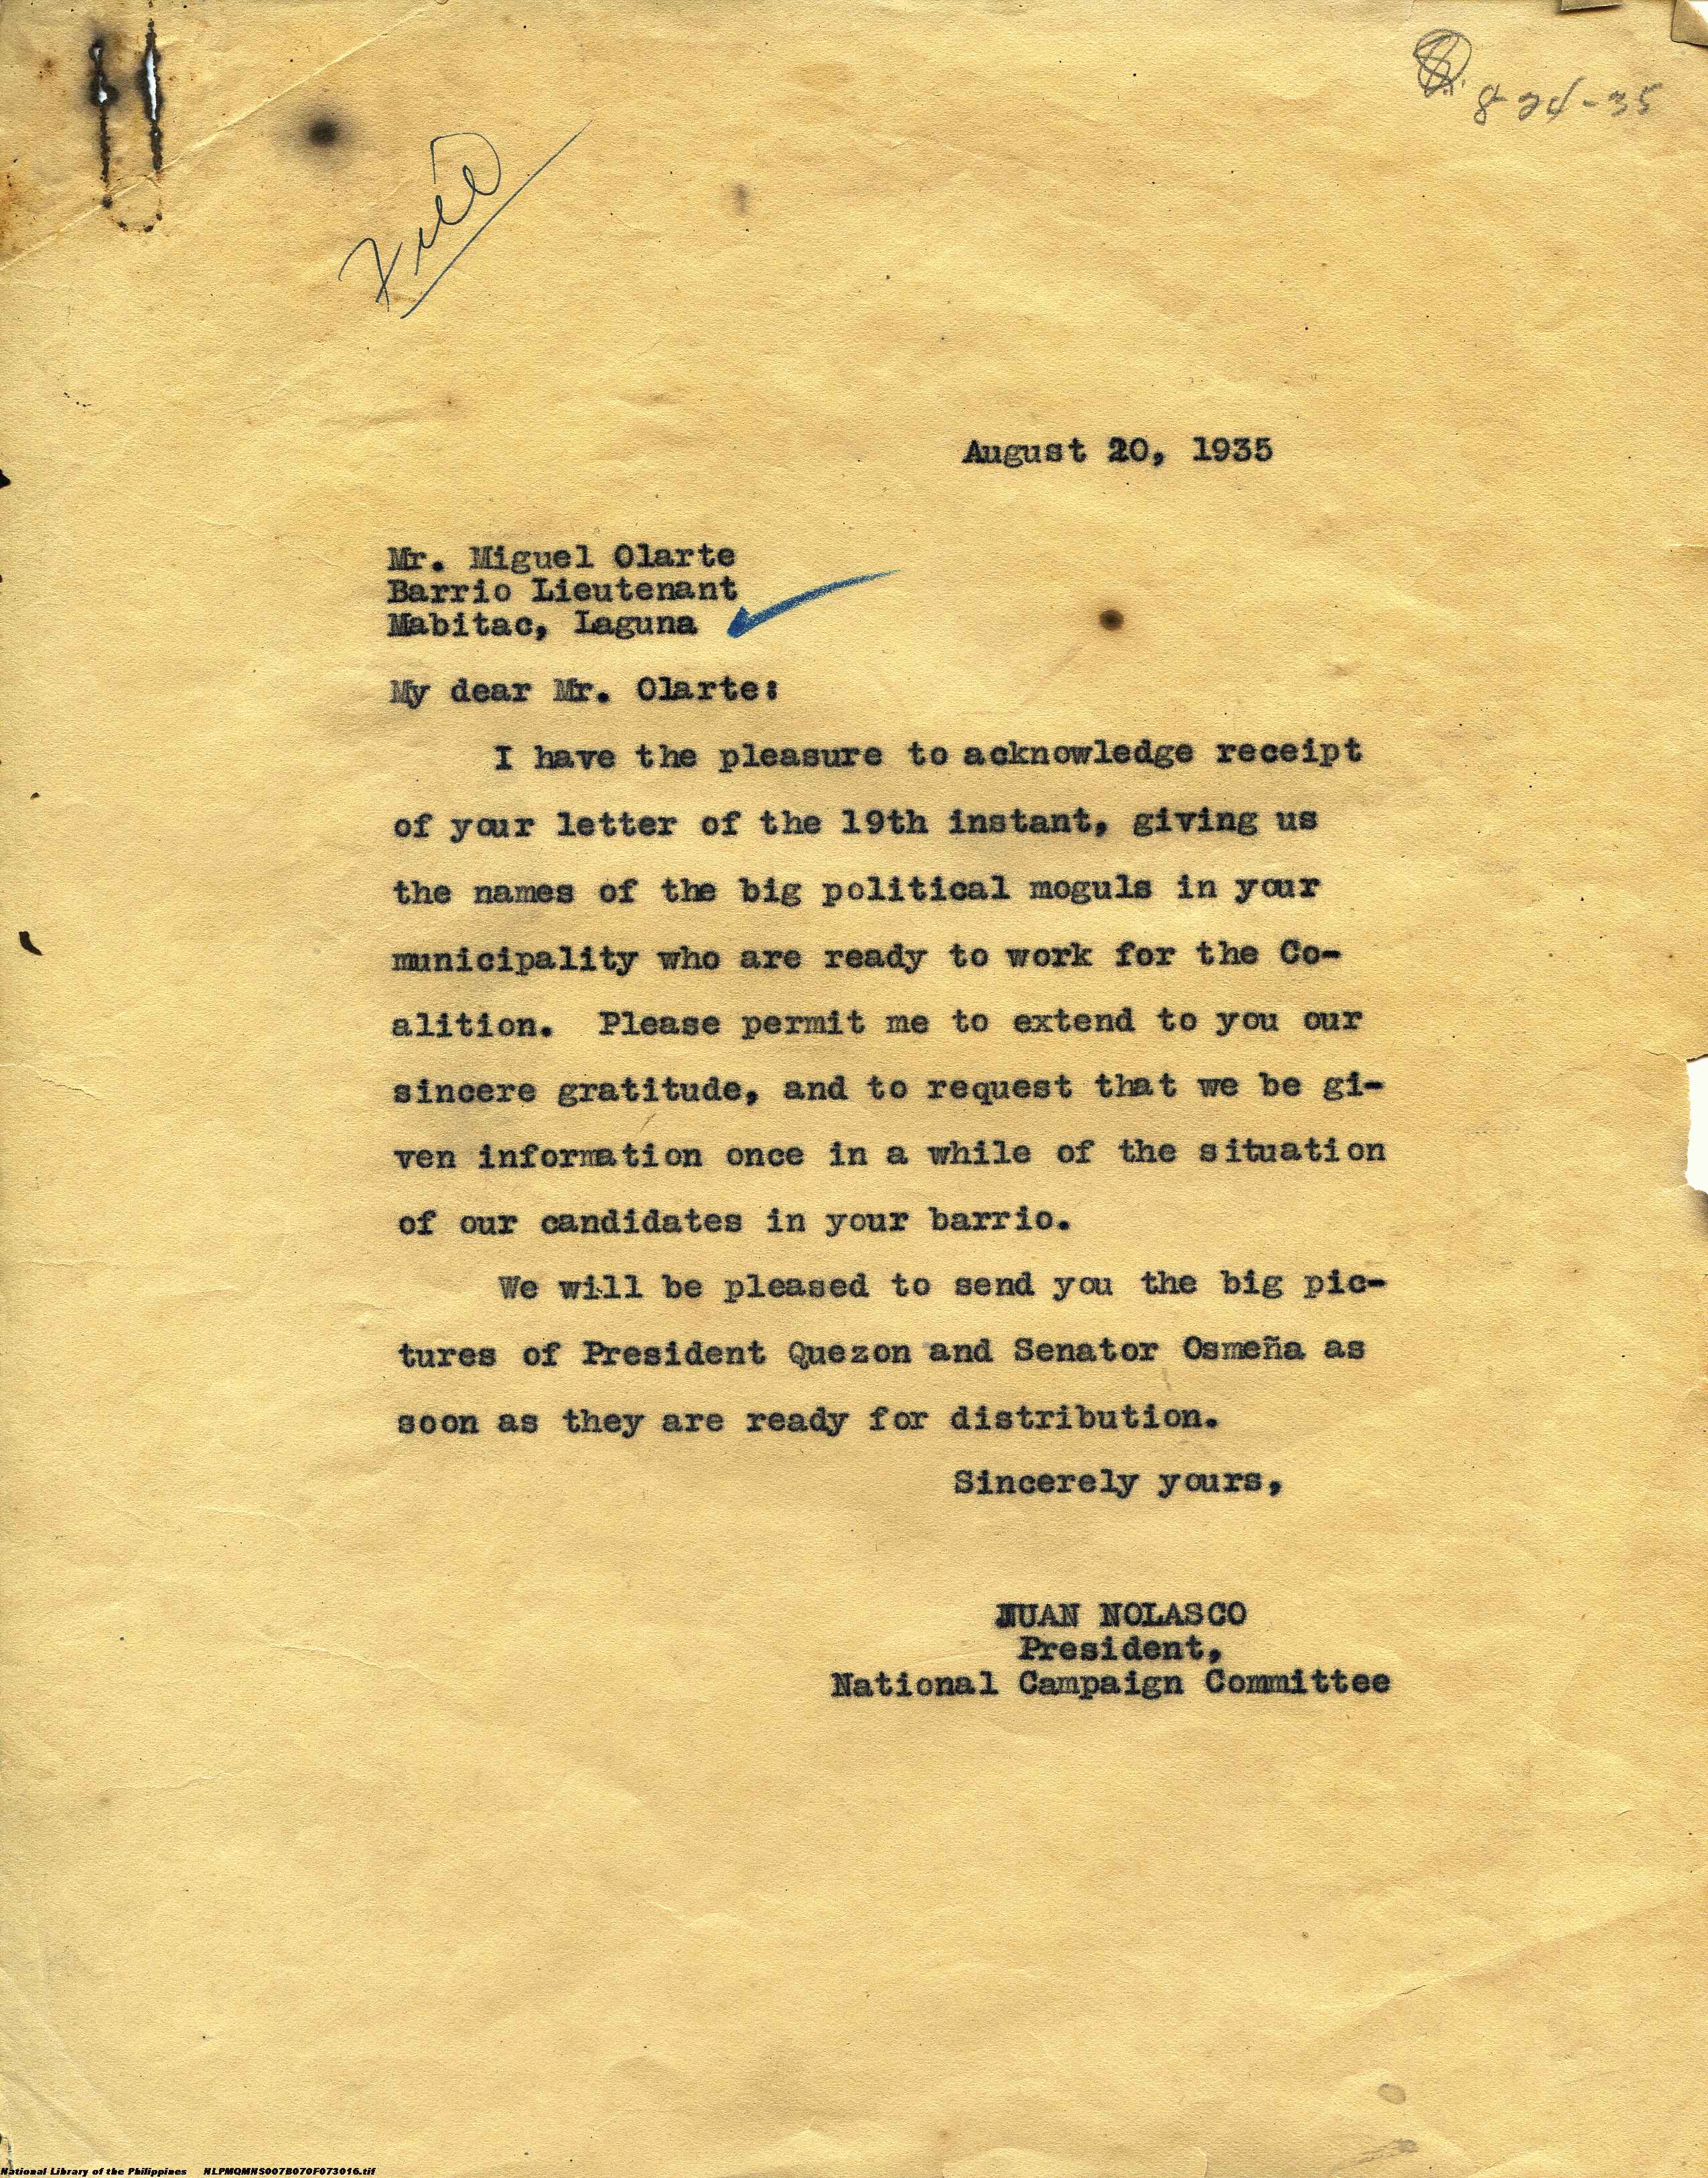 8-24-35
File
August 20, 1935
Mr. Miguel Olarte
Barrio Lieutenant
Mabitac, Laguna
My dear Mr. Olarte:
I have the pleasure to acknowledge receipt
of your letter of the 19th instant, giving us
the names of the big political moguls in your
municipality who are ready to work for the Co-
alition. Please permit me to extend to you our
sincere gratitude, and to request that we be gi-
ven information once in a while of the situation
of our candidates in your barrio.
We will be pleased to send you the big pic-
tures of President Quezon and Senator Osmeña as
soon as they are ready for distribution.
Sincerely yours,
JUAN NOLASCO
President,
National Campaign Committee
National Library of the Philippines NLPMQMNS007B070F073016.tif